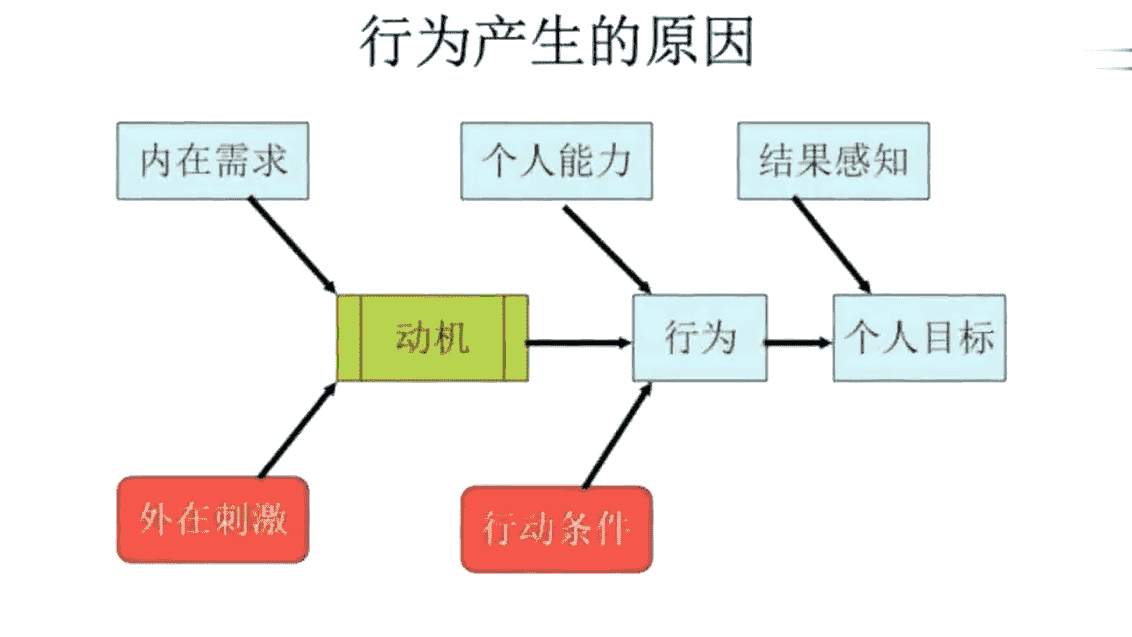 行为产生的原因
内在需求
个人能力
结果感知
动机
行为
个人目标
外在刺激
行动条件